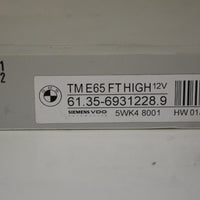 1
2
TM E65 FT HIGH 12V
61.35-6931228.9
SIEMENS VDO 5WK4 8001 HW 01